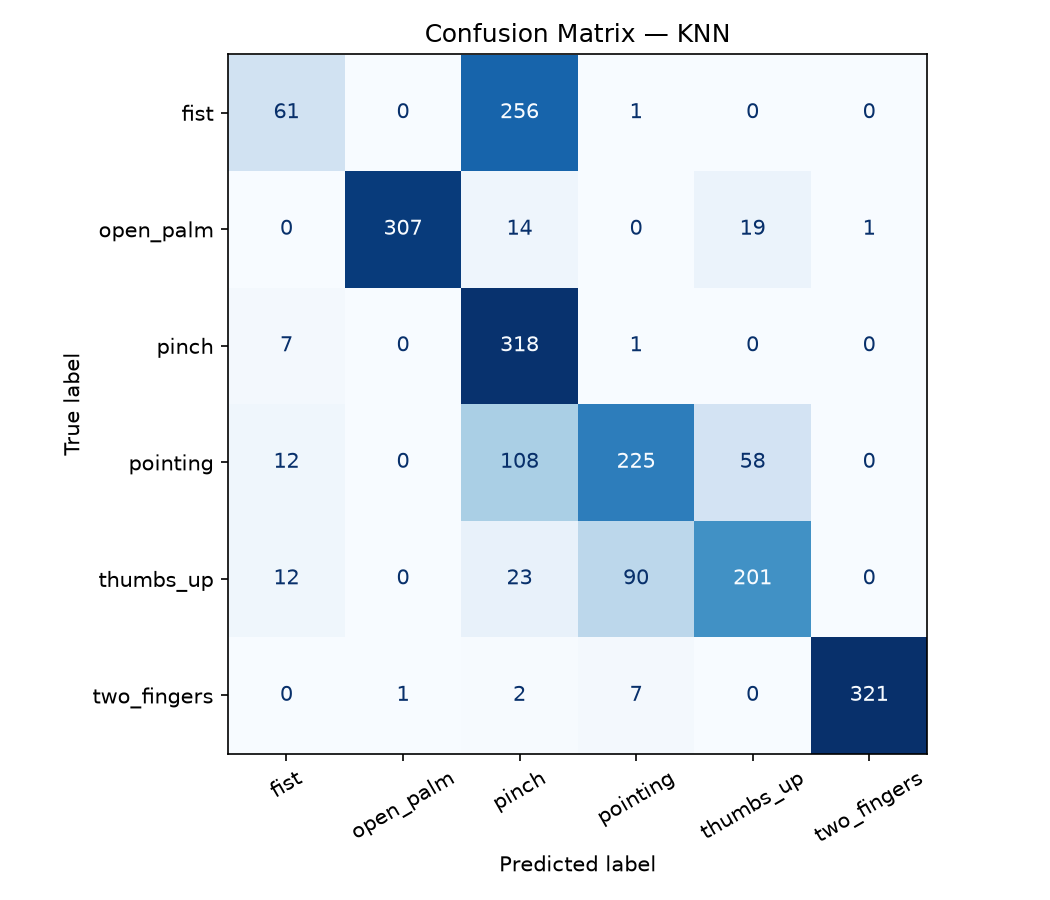 Confusion Matrix — KNN
True label
fist 61 0 256 1 0 0
open_palm 0 307 14 0 19 1
pinch 7 0 318 1 0 0
pointing 12 0 108 225 58 0
thumbs_up 12 0 23 90 201 0
two_fingers 0 1 2 7 0 321
fist open_palm pinch pointing thumbs_up two_fingers
Predicted label